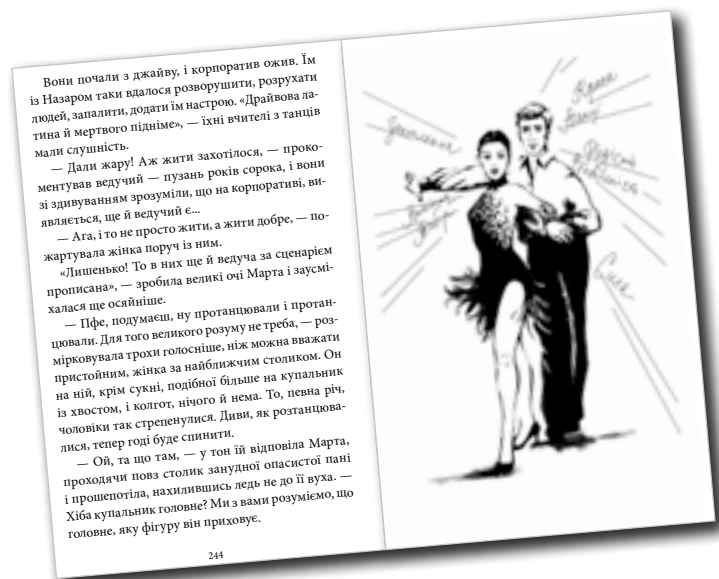 Вони почали з джайву, і корпоратив ожив. Їм
із Назаром таки вдалося розворушити, розрухати
людей, запалити, додати їм настрою. «Драйвова ла-
тина й мертвого підніме», — їхні вчителі з танців
мали слушність.
— Дали жару! Аж жити захотілося, — проко-
ментував ведучий — пузань років сорока, і вони
зі здивуванням зрозуміли, що на корпоративі, ви-
являється, ще й ведучий є...
— Ага, і то не просто жити, а жити добре, — по-
жартувала жінка поруч із ним.
«Лишенько! То в них ще й ведуча за сценарієм
прописана», — зробила великі очі Марта і заусмі-
халася ще осяйніше.
— Пфе, подумаєш, ну протанцювали і протан-
цювали. Для того великого розуму не треба, — роз-
мірковувала трохи голосніше, ніж можна вважати
пристойним, жінка за найближчим столиком. Он
на ній, крім сукні, подібної більше на купальник
із хвостом, і колгот, нічого й нема. То, певна річ,
чоловіки так стрепенулися. Диви, як розтанцюва-
лися, тепер годі буде спинити.
— Ой, та що там, — у тон їй відповіла Марта,
проходячи повз столик занудної опасистої пані
і прошепотіла, нахилившись ледь не до її вуха. —
Хіба купальник головне? Ми з вами розуміємо, що
головне, яку фігуру він приховує.
244
Краса
Сила